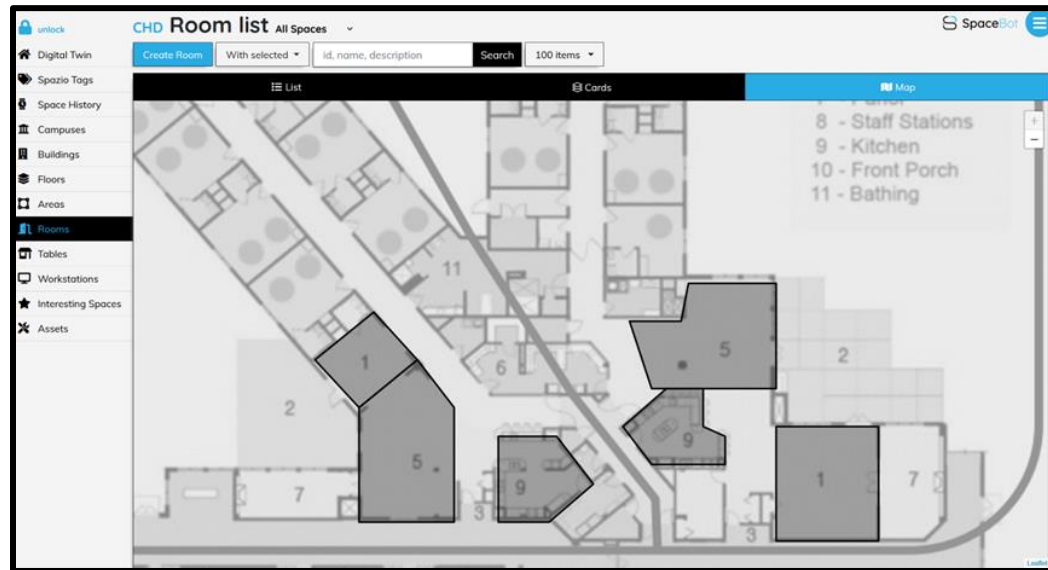 unlock
CHD Room list All Spaces
SpaceBot
Digital Twin
Spazio Tags
Space History
Campuses
Buildings
Floors
Areas
Rooms
Tables
Workstations
Interesting Spaces
Assets
Create Room
With selected
id, name, description
Search
100 items
List
Cards
Map
+
-
8 - Staff Stations
9 - Kitchen
10 - Front Porch
11 - Bathing
11
1
6
5
2
2
5
9
9
7
3
1
7
3
Leaflet